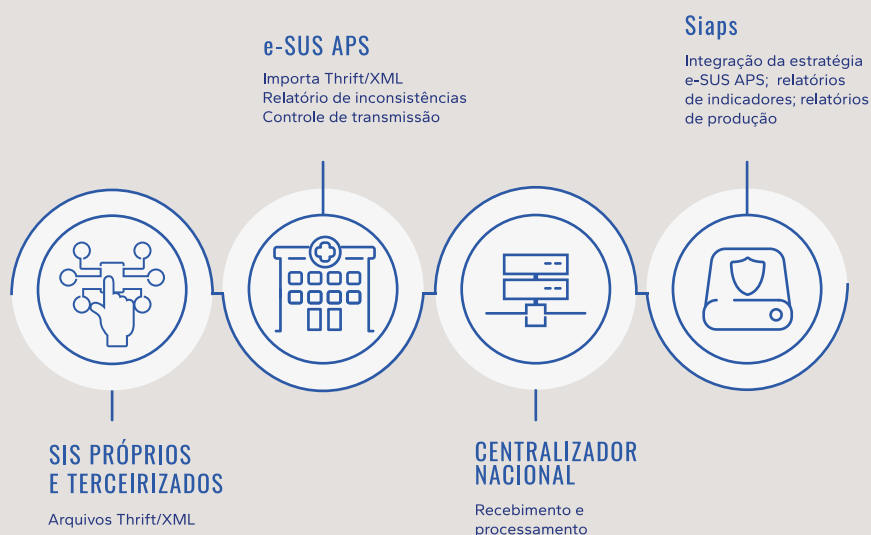 SIS PRÓPRIOS
E TERCEIRIZADOS
Arquivos Thrift/XML
e-SUS APS
Importa Thrift/XML
Relatório de inconsistências
Controle de transmissão
CENTRALIZADOR
NACIONAL
Recebimento e
processamento
Siaps
Integração da estratégia
e-SUS APS; relatórios
de indicadores; relatórios
de produção